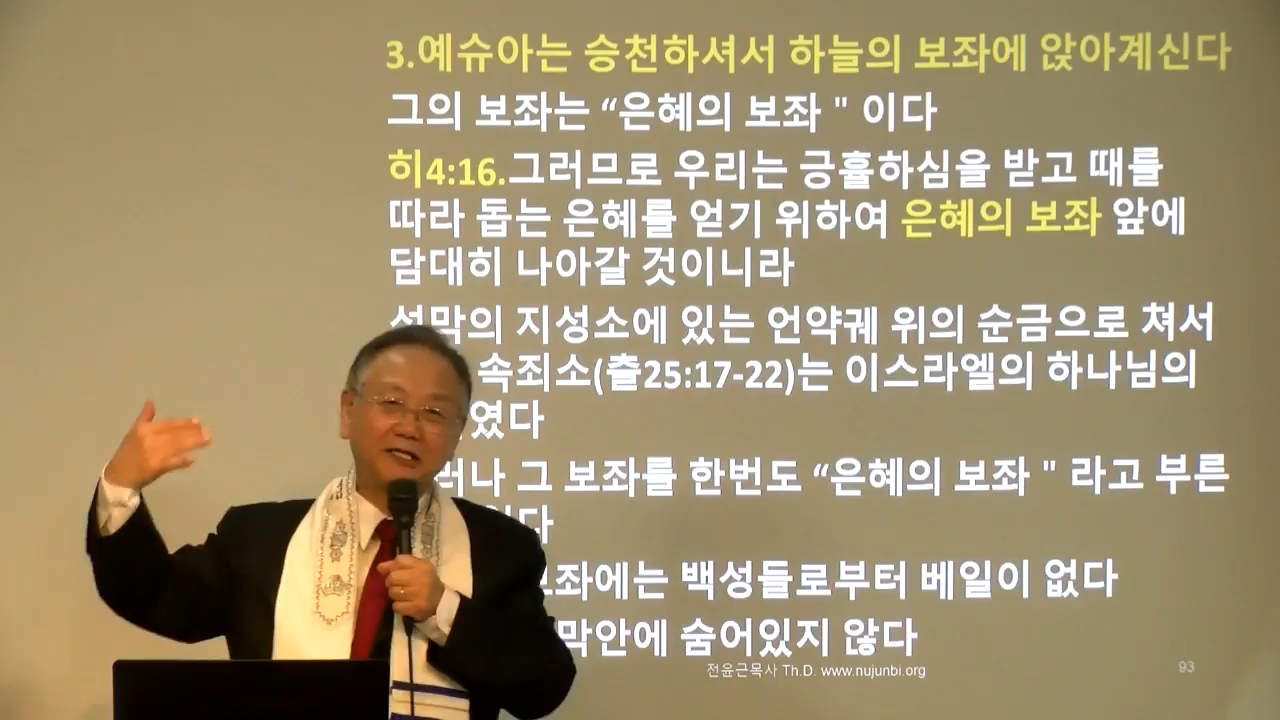 3.예슈아는 승천하셔서 하늘의 보좌에 앉아계신다
그의 보좌는 “은혜의 보좌 " 이다
히4:16.그러므로 우리는 긍휼하심을 받고 때를
따라 돕는 은혜를 얻기 위하여 은혜의 보좌 앞에
담대히 나아갈 것이니라
성막의 지성소에 있는 언약궤 위의 순금으로 쳐서
속죄소(출25:17-22)는 이스라엘의 하나님의
였다
러나 그 보좌를 한번도 “은혜의 보좌 " 라고 부른
없다
보좌에는 백성들로부터 베일이 없다
막안에 숨어있지 않다
전윤근목사 Th.D. www.nujunbi.org
93